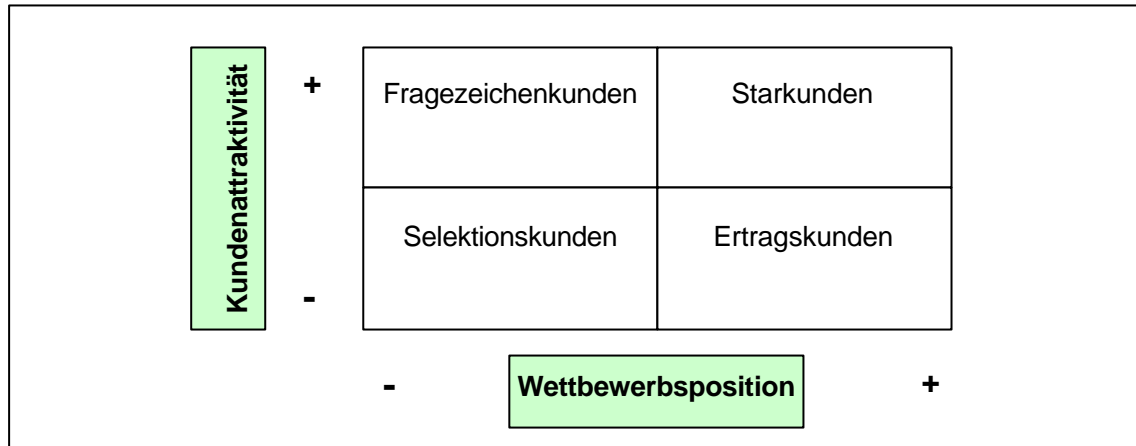 Kundenattraktivität
+
Fragezeichenkunden
Starkunden
Selektionskunden
Ertragskunden
-
-
Wettbewerbsposition
+